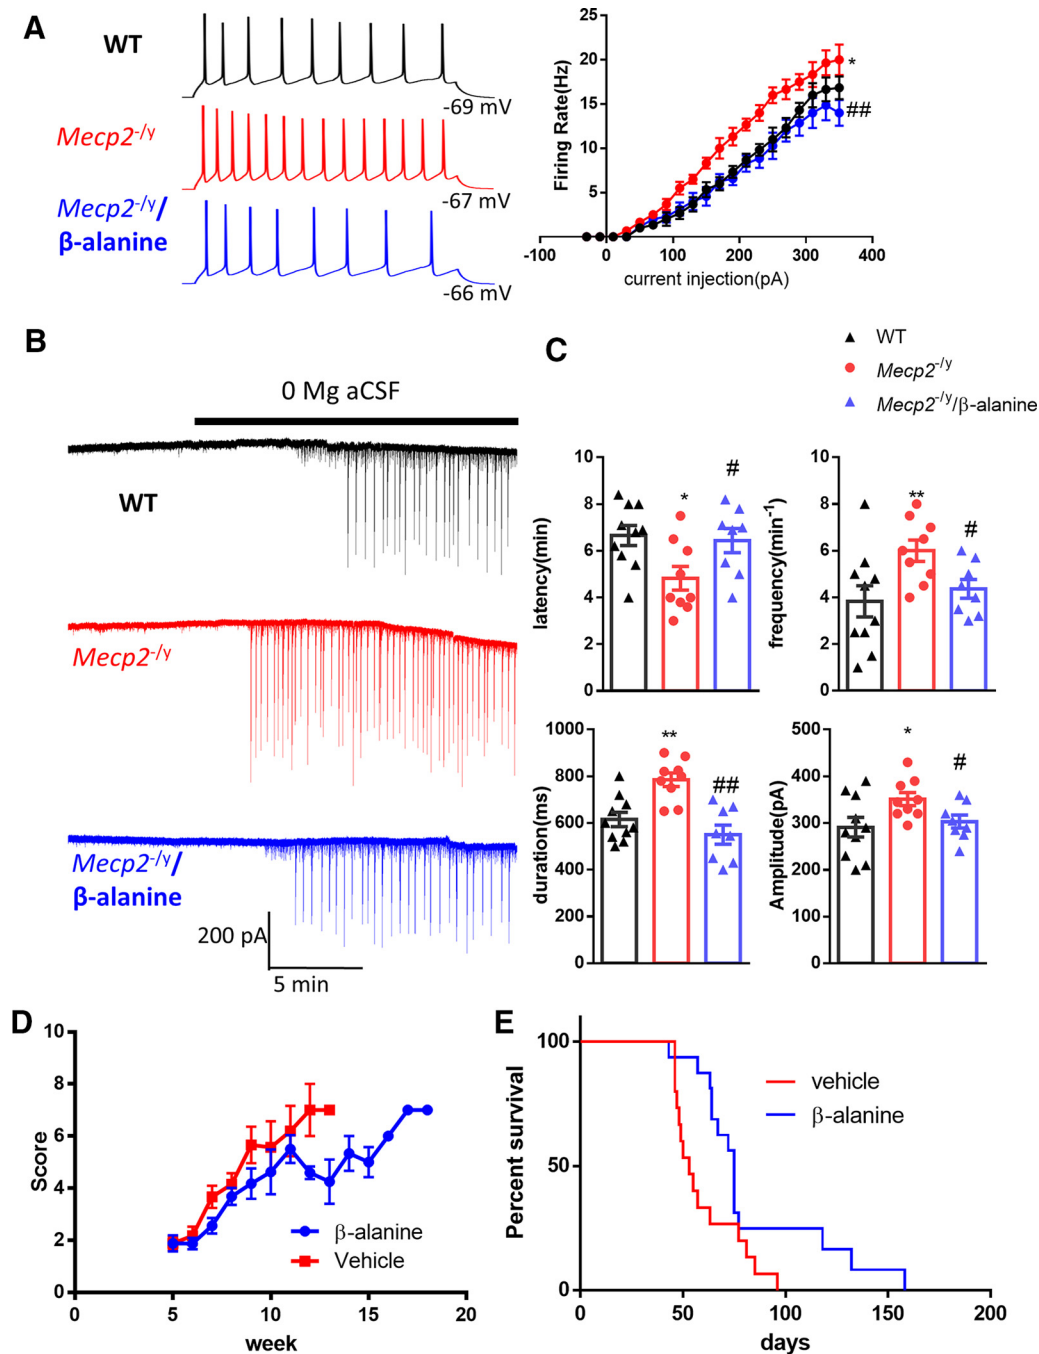 A
WT
-69 mV
Mecp2-/y
-67 mV
Mecp2-/y/
β-alanine
-66 mV
25
20
15
10
5
Firing Rate(Hz)
*
##
-100
0
100
200
300
400
current injection(pA)
B
0 Mg aCSF
WT
Mecp2-/y
Mecp2-/y/
β-alanine
200 pA
5 min
C
WT
Mecp2-/y
Mecp2-/y/β-alanine
10
8
6
4
2
0
latency(min)
*
#
10
8
6
4
2
0
frequency(min-1)
**
#
1000
800
600
400
200
0
duration(ms)
**
##
500
400
300
200
100
0
Amplitude(pA)
*
#
D
10
8
6
4
2
0
Score
β-alanine
Vehicle
0
5
10
15
20
week
E
100
50
0
Percent survival
vehicle
β-alanine
0
50
100
150
200
days